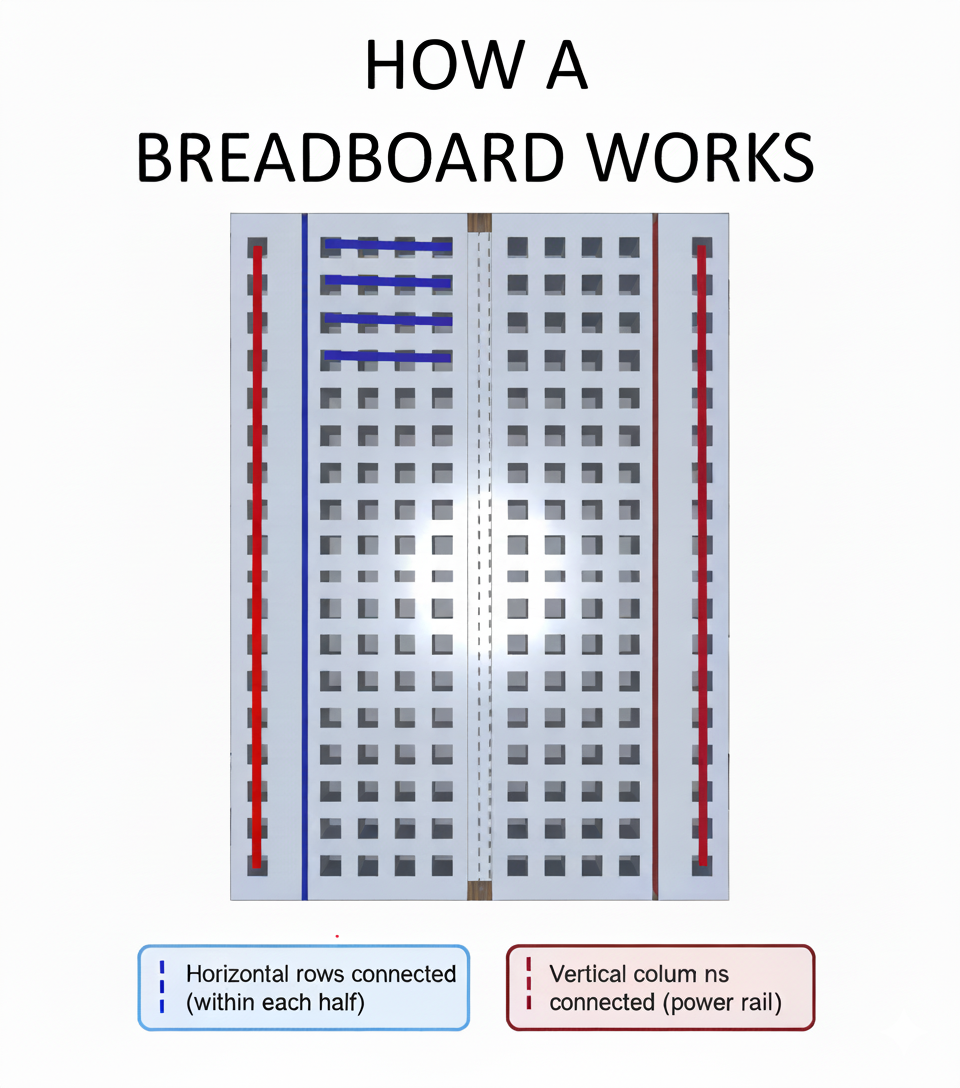 HOW A
BREADBOARD WORKS
Horizontal rows connected
(within each half)
Vertical colum ns
connected (power rail)